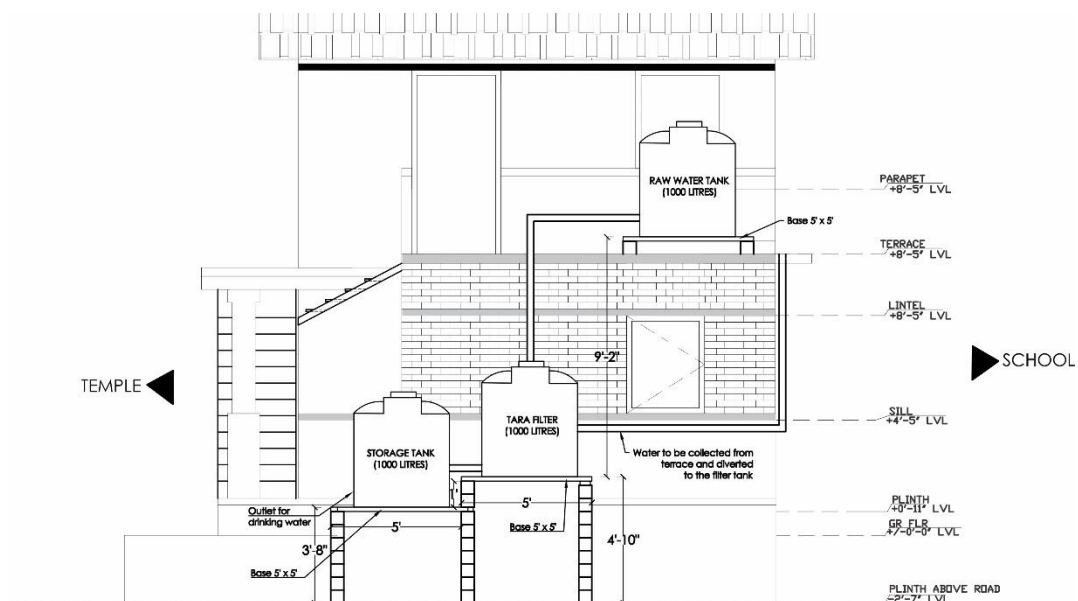 RAW WATER TANK
(1000 LITRES)
PARAPET
+8'-5" LVL
Base 5' x 5'
TERRACE
+8'-5" LVL
LINTEL
+8'-5" LVL
9'-2"
TEMPLE
SCHOOL
TARA FILTER
(1000 LITRES)
SILL
+4'-5" LVL
STORAGE TANK
(1000 LITRES)
Water to be collected from
terrace and diverted
to the filter tank
1'
5'
PLINTH
+0'-11" LVL
Outlet for
drinking water
5'
Base 5' x 5'
GR FLR
+/-0'-0" LVL
3'-8"
4'-10"
Base 5' x 5'
PLINTH ABOVE ROAD
-2'-7" LVL